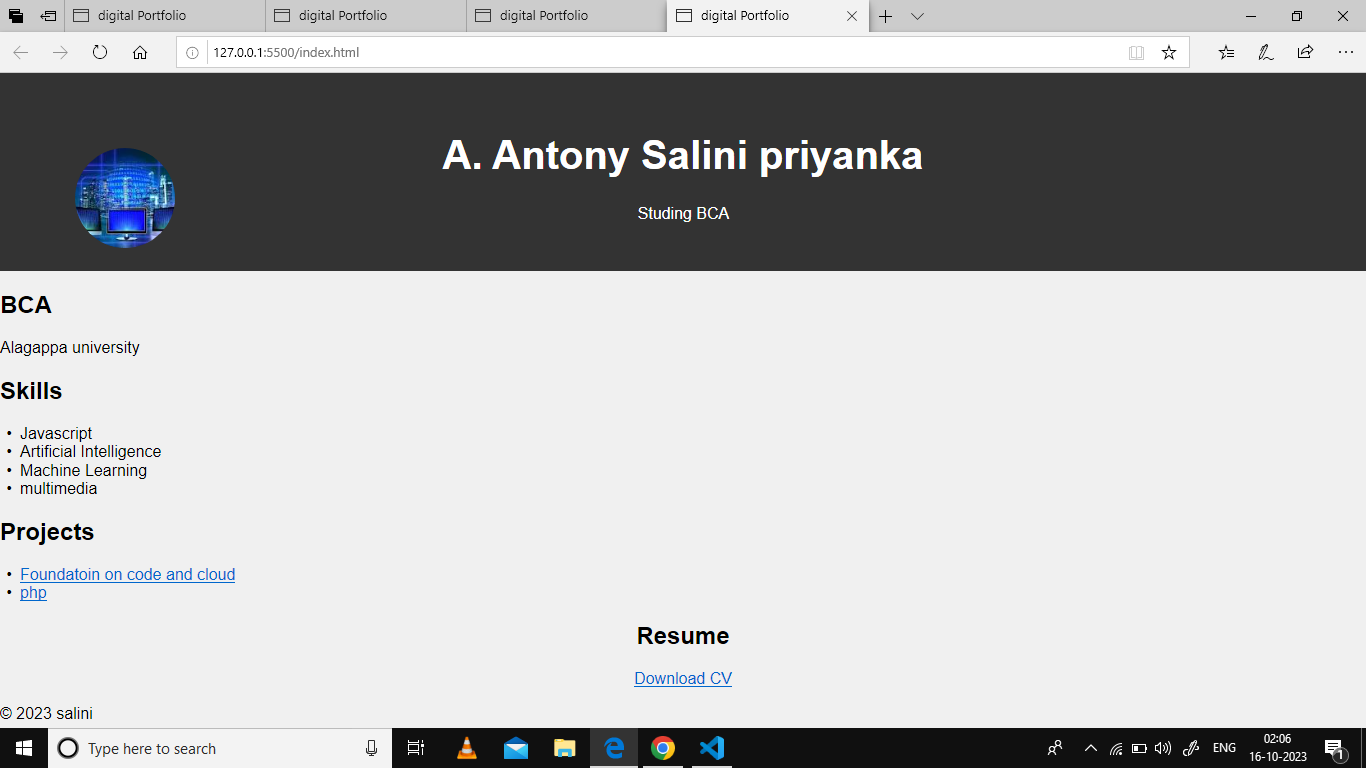 digital Portfolio
digital Portfolio
digital Portfolio
digital Portfolio
127.0.0.1:5500/index.html
A. Antony Salini priyanka
Studing BCA
BCA
Alagappa university
Skills
• Javascript
• Artificial Intelligence
• Machine Learning
• multimedia
Projects
• Foundatoin on code and cloud
• php
Resume
Download CV
© 2023 salini
Type here to search
ENG
02:06
16-10-2023
1